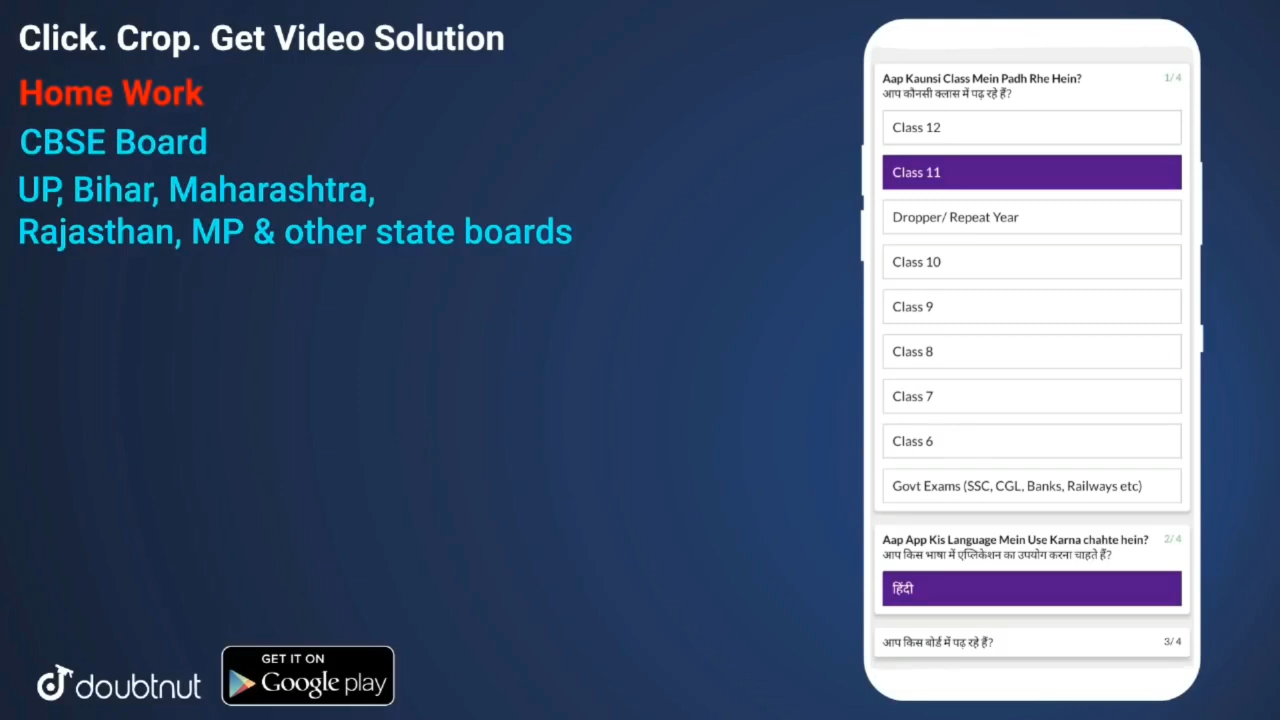 Click. Crop. Get Video Solution
Home Work
CBSE Board
UP, Bihar, Maharashtra,
Rajasthan, MP & other state boards
doubtnut
GET IT ON
Google play
Aap Kaunsi Class Mein Padh Rhe Hein? 1/4
आप कौनसी क्लास में पढ़ रहे हैं?
Class 12
Class 11
Dropper/ Repeat Year
Class 10
Class 9
Class 8
Class 7
Class 6
Govt Exams (SSC, CGL, Banks, Railways etc)
Aap App Kis Language Mein Use Karna chahte hein? 2/4
आप किस भाषा में एप्लिकेशन का उपयोग करना चाहते हैं?
हिंदी
आप किस बोर्ड में पढ़ रहे हैं? 3/4